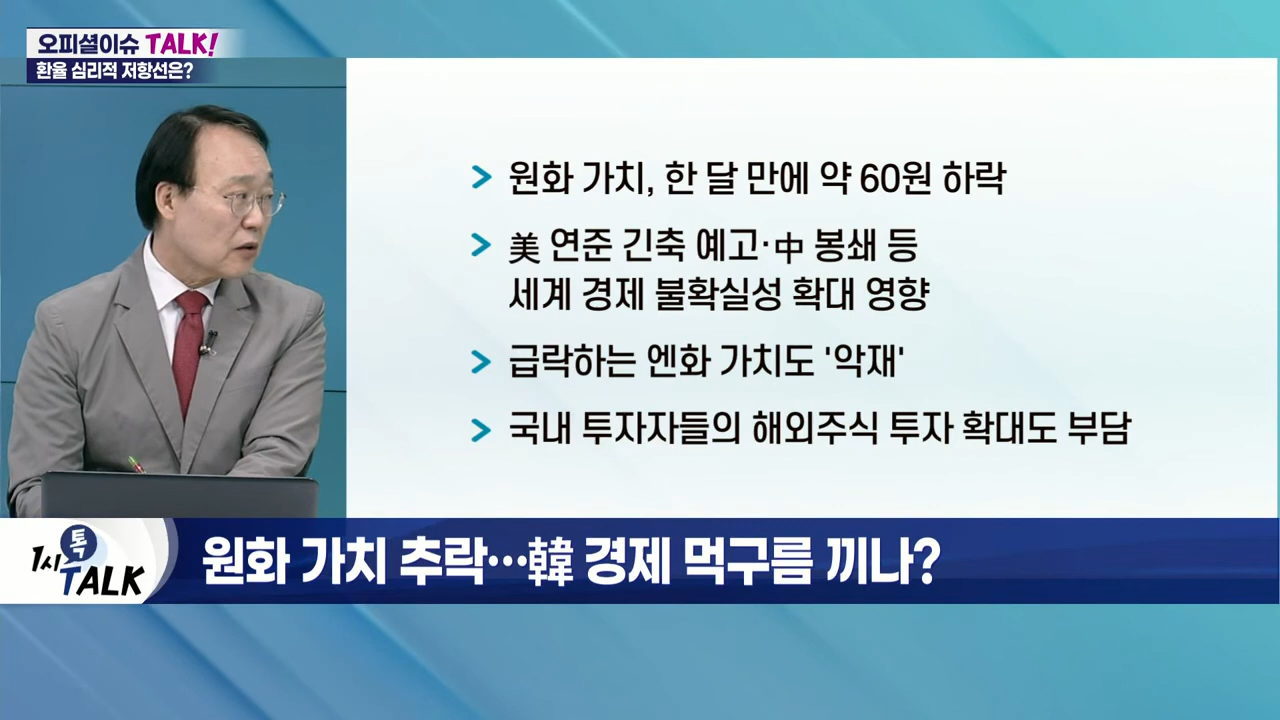 오피셜이슈 TALK!
환율 심리적 저항선은?
> 원화 가치, 한 달 만에 약 60원 하락
> 美 연준 긴축 예고·中 봉쇄 등
세계 경제 불확실성 확대 영향
> 급락하는 엔화 가치도 '악재'
> 국내 투자자들의 해외주식 투자 확대도 부담
1시 톡 TALK
원화 가치 추락…韓 경제 먹구름 끼나?